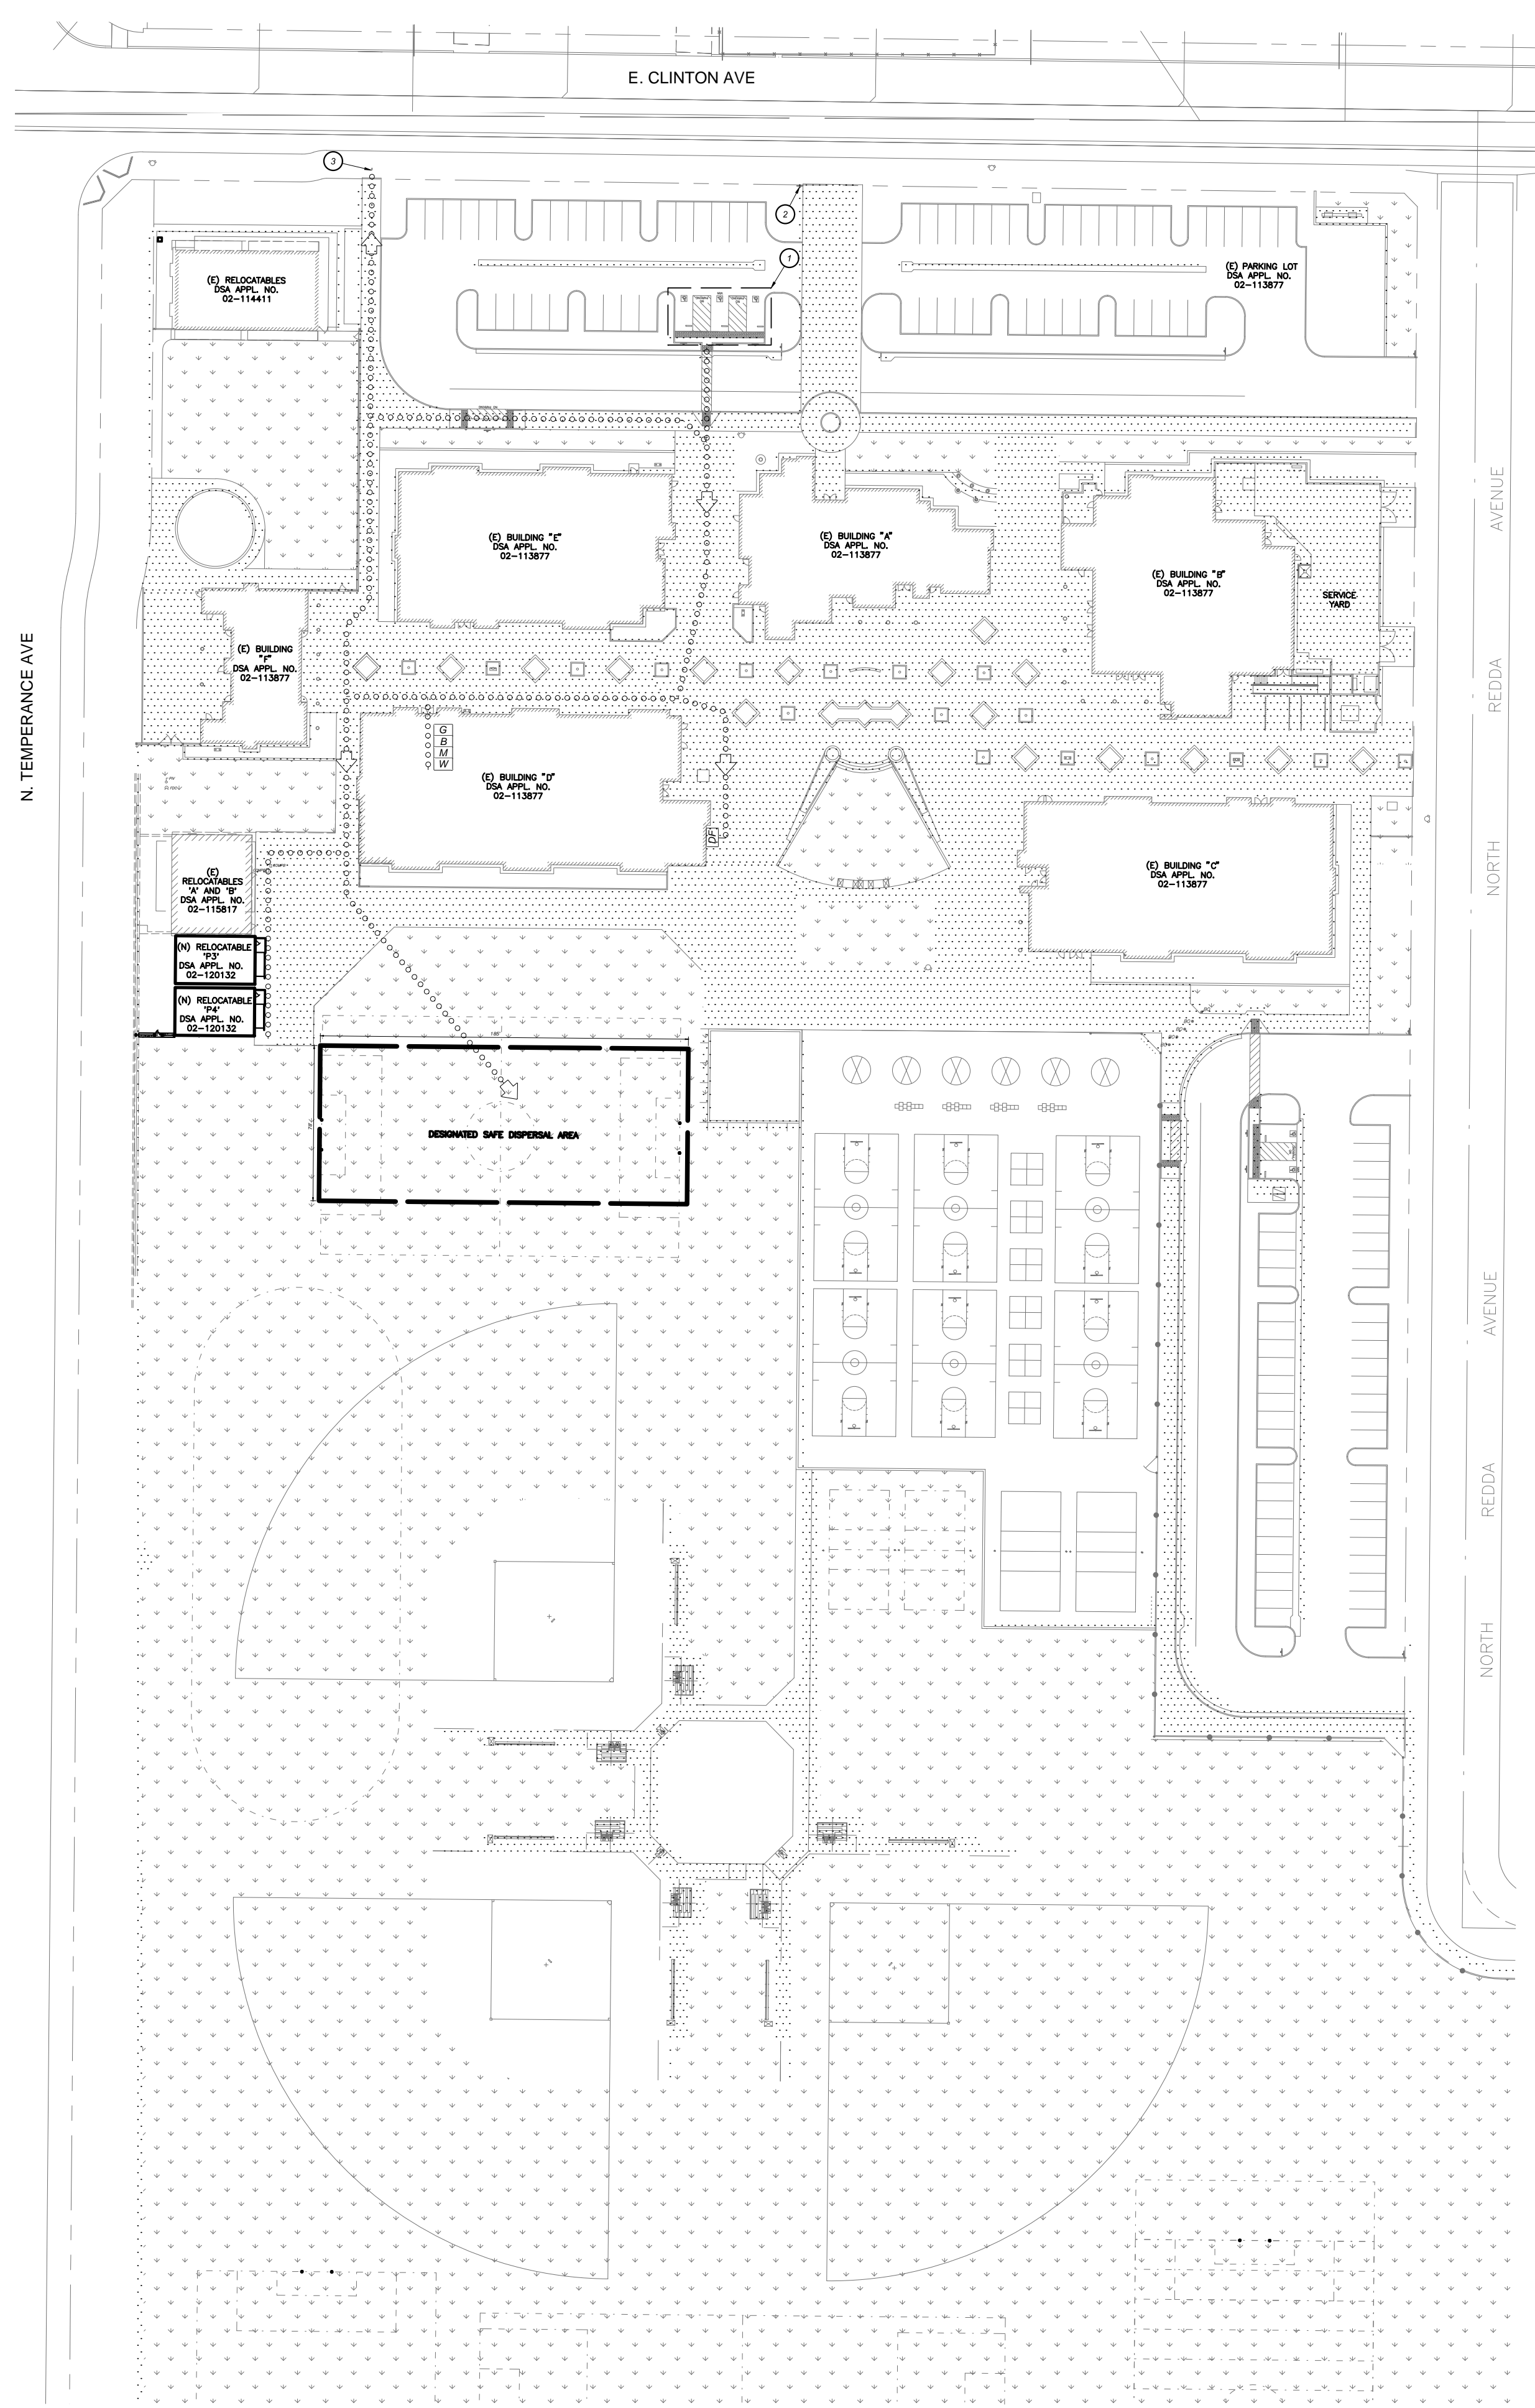 E. CLINTON AVE
3
2
1
(E) RELOCATABLES
DSA APPL. NO.
02-114411
(E) PARKING LOT
DSA APPL. NO.
02-113877
(E) BUILDING "E"
DSA APPL. NO.
02-113877
(E) BUILDING "A"
DSA APPL. NO.
02-113877
(E) BUILDING "B"
DSA APPL. NO.
02-113877
SERVICE
YARD
(E) BUILDING
"F"
DSA APPL. NO.
02-113877
N. TEMPERANCE AVE
NORTH REDDA AVENUE
G
B
M
W
(E) BUILDING "D"
DSA APPL. NO.
02-113877
DF
(E) BUILDING "C"
DSA APPL. NO.
02-113877
(E)
RELOCATABLES
'A' AND 'B'
DSA APPL. NO.
02-115817
(N) RELOCATABLE
'P3'
DSA APPL. NO.
02-120132
(N) RELOCATABLE
'P4'
DSA APPL. NO.
02-120132
DESIGNATED SAFE DISPERSAL AREA
NORTH REDDA AVENUE